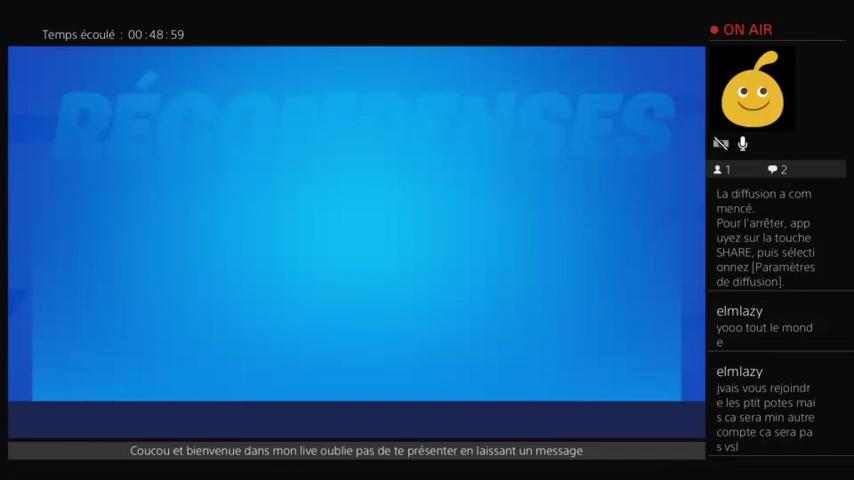 Temps écoulé : 00:48:59
ON AIR
RÉCOMPENSES
1 2
La diffusion a com
mencé.
Pour l'arrêter, app
uyez sur la touche
SHARE, puis sélecti
onnez [Paramètres
de diffusion].
elmlazy
yooo tout le mond
e
elmlazy
jvais vous rejoindr
e les ptit potes mai
s ca sera min autre
compte ca sera pa
s vsl
Coucou et bienvenue dans mon live oublie pas de te présenter en laissant un message